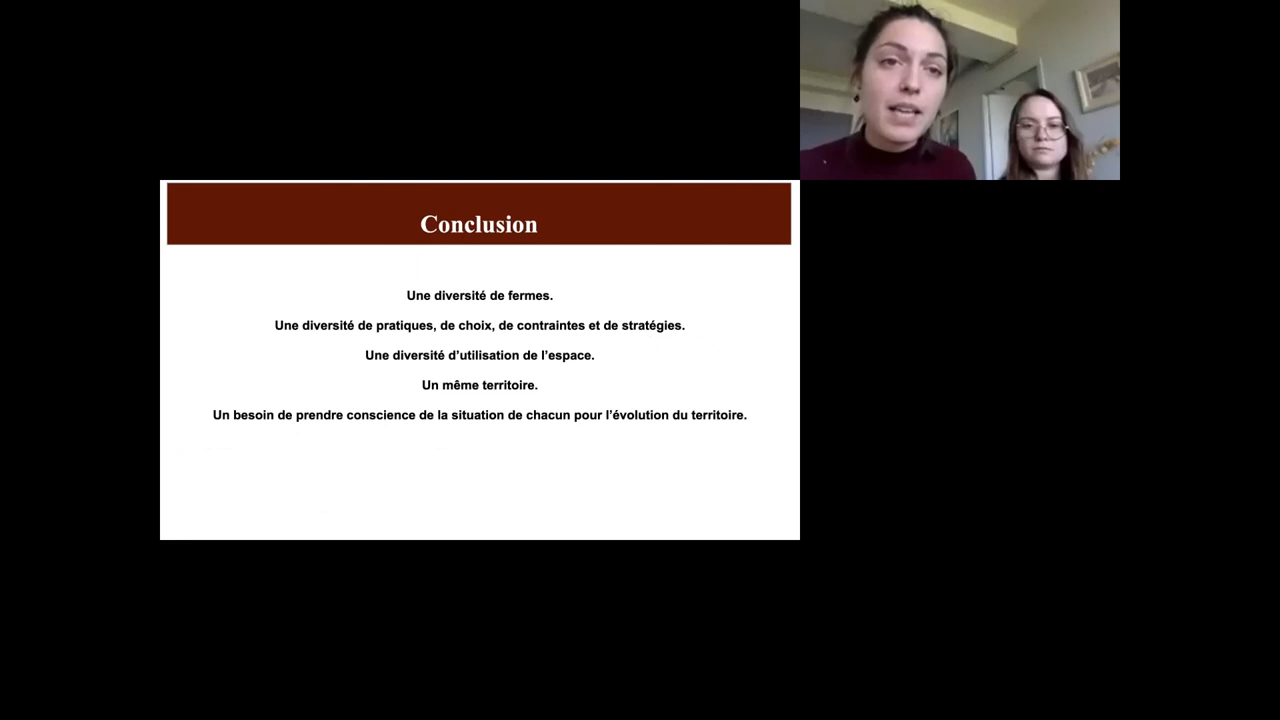 Conclusion
Une diversité de fermes.
Une diversité de pratiques, de choix, de contraintes et de stratégies.
Une diversité d’utilisation de l’espace.
Un même territoire.
Un besoin de prendre conscience de la situation de chacun pour l’évolution du territoire.